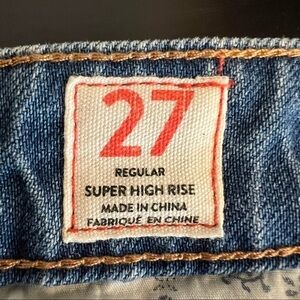 27
REGULAR
SUPER HIGH RISE
MADE IN CHINA
FABRIQUÉ EN CHINE